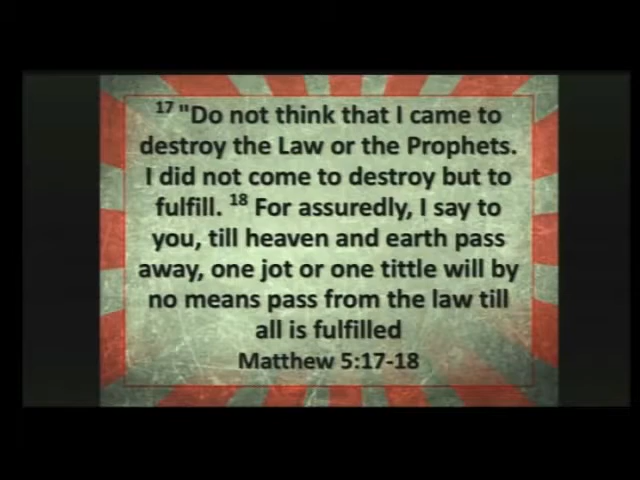 17 "Do not think that I came to
destroy the Law or the Prophets.
I did not come to destroy but to
fulfill. 18 For assuredly, I say to
you, till heaven and earth pass
away, one jot or one tittle will by
no means pass from the law till
all is fulfilled
Matthew 5:17-18